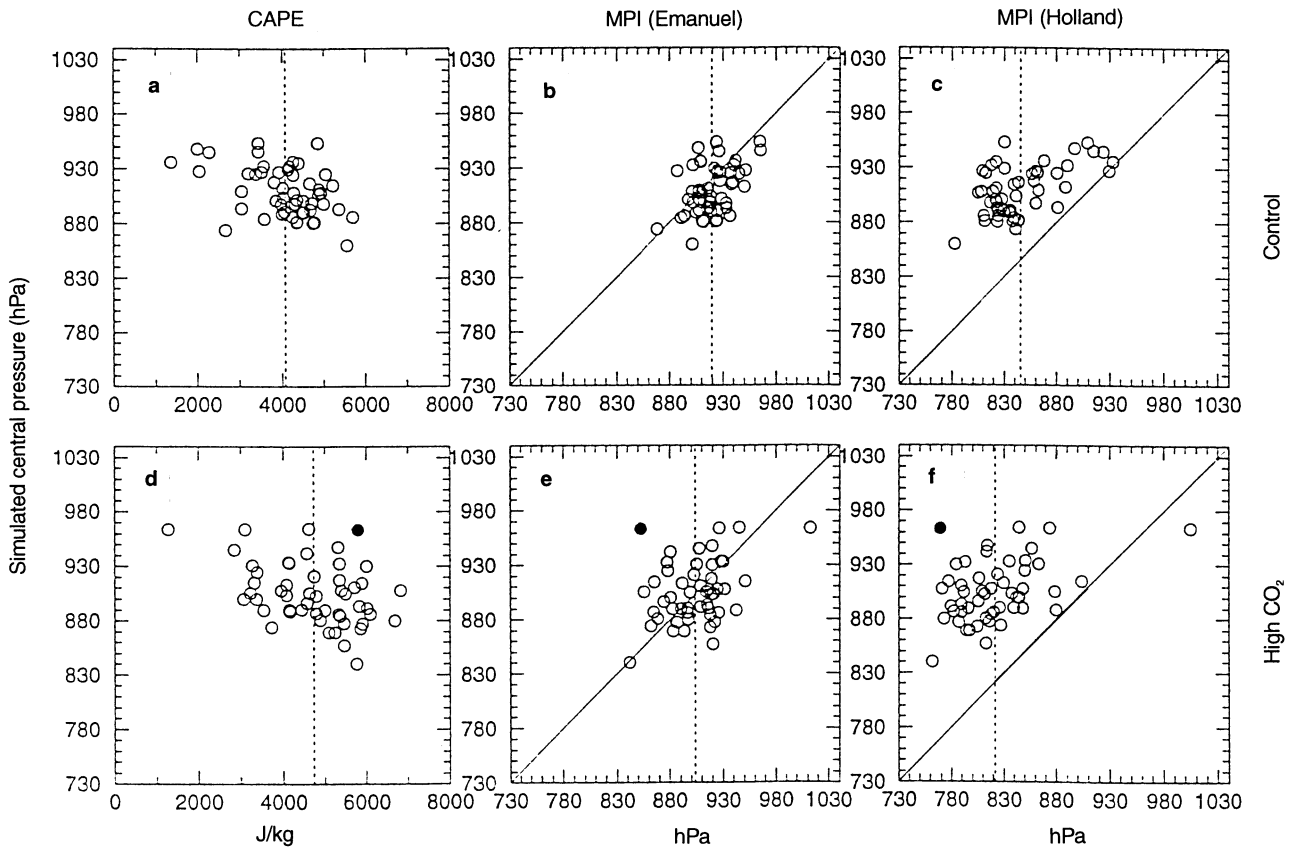 CAPE
MPI (Emanuel)
MPI (Holland)
1030
980
930
880
830
780
730
a
0 2000 4000 6000 8000
1030
980
930
880
830
780
730
b
730 780 830 880 930 980 1030
1030
980
930
880
830
780
730
c
730 780 830 880 930 980 1030
Control
Simulated central pressure (hPa)
1030
980
930
880
830
780
730
d
0 2000 4000 6000 8000
J/kg
1030
980
930
880
830
780
730
e
730 780 830 880 930 980 1030
hPa
1030
980
930
880
830
780
730
f
730 780 830 880 930 980 1030
hPa
High CO₂